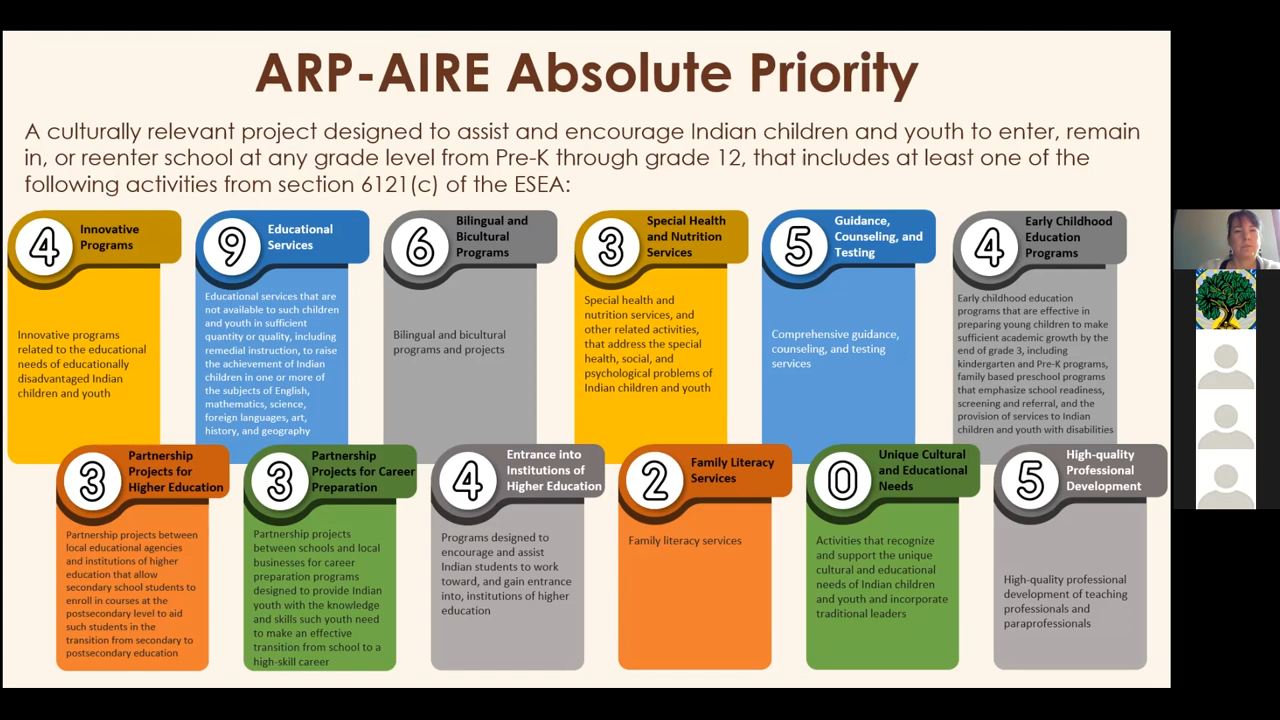 ARP-AIRE Absolute Priority
A culturally relevant project designed to assist and encourage Indian children and youth to enter, remain
in, or reenter school at any grade level from Pre-K through grade 12, that includes at least one of the
following activities from section 6121(c) of the ESEA:
4
Innovative
Programs
Innovative programs
related to the educational
needs of educationally
disadvantaged Indian
children and youth
9
Educational
Services
Educational services that are
not available to such children
and youth in sufficient
quantity or quality, including
remedial instruction, to raise
the achievement of Indian
children in one or more of
the subjects of English,
mathematics, science,
foreign languages, art,
history, and geography
6
Bilingual and
Bicultural
Programs
Bilingual and bicultural
programs and projects
3
Special Health
and Nutrition
Services
Special health and
nutrition services, and
other related activities,
that address the special
health, social, and
psychological problems of
Indian children and youth
5
Guidance,
Counseling, and
Testing
Comprehensive guidance,
counseling, and testing
services
4
Early Childhood
Education
Programs
Early childhood education
programs that are effective in
preparing young children to make
sufficient academic growth by the
end of grade 3, including
kindergarten and Pre-K programs,
family based preschool programs
that emphasize school readiness,
screening and referral, and the
provision of services to Indian
children and youth with disabilities
3
Partnership
Projects for
Higher Education
Partnership projects between
local educational agencies
and institutions of higher
education that allow
secondary school students to
enroll in courses at the
postsecondary level to aid
such students in the
transition from secondary to
postsecondary education
3
Partnership
Projects for Career
Preparation
Partnership projects
between schools and local
businesses for career
preparation programs
designed to provide Indian
youth with the knowledge
and skills such youth need
to make an effective
transition from school to a
high-skill career
4
Entrance into
Institutions of
Higher Education
Programs designed to
encourage and assist
Indian students to work
toward, and gain entrance
into, institutions of higher
education
2
Family Literacy
Services
Family literacy services
0
Unique Cultural
and Educational
Needs
Activities that recognize
and support the unique
cultural and educational
needs of Indian children
and youth and incorporate
traditional leaders
5
High-quality
Professional
Development
High-quality professional
development of teaching
professionals and
paraprofessionals